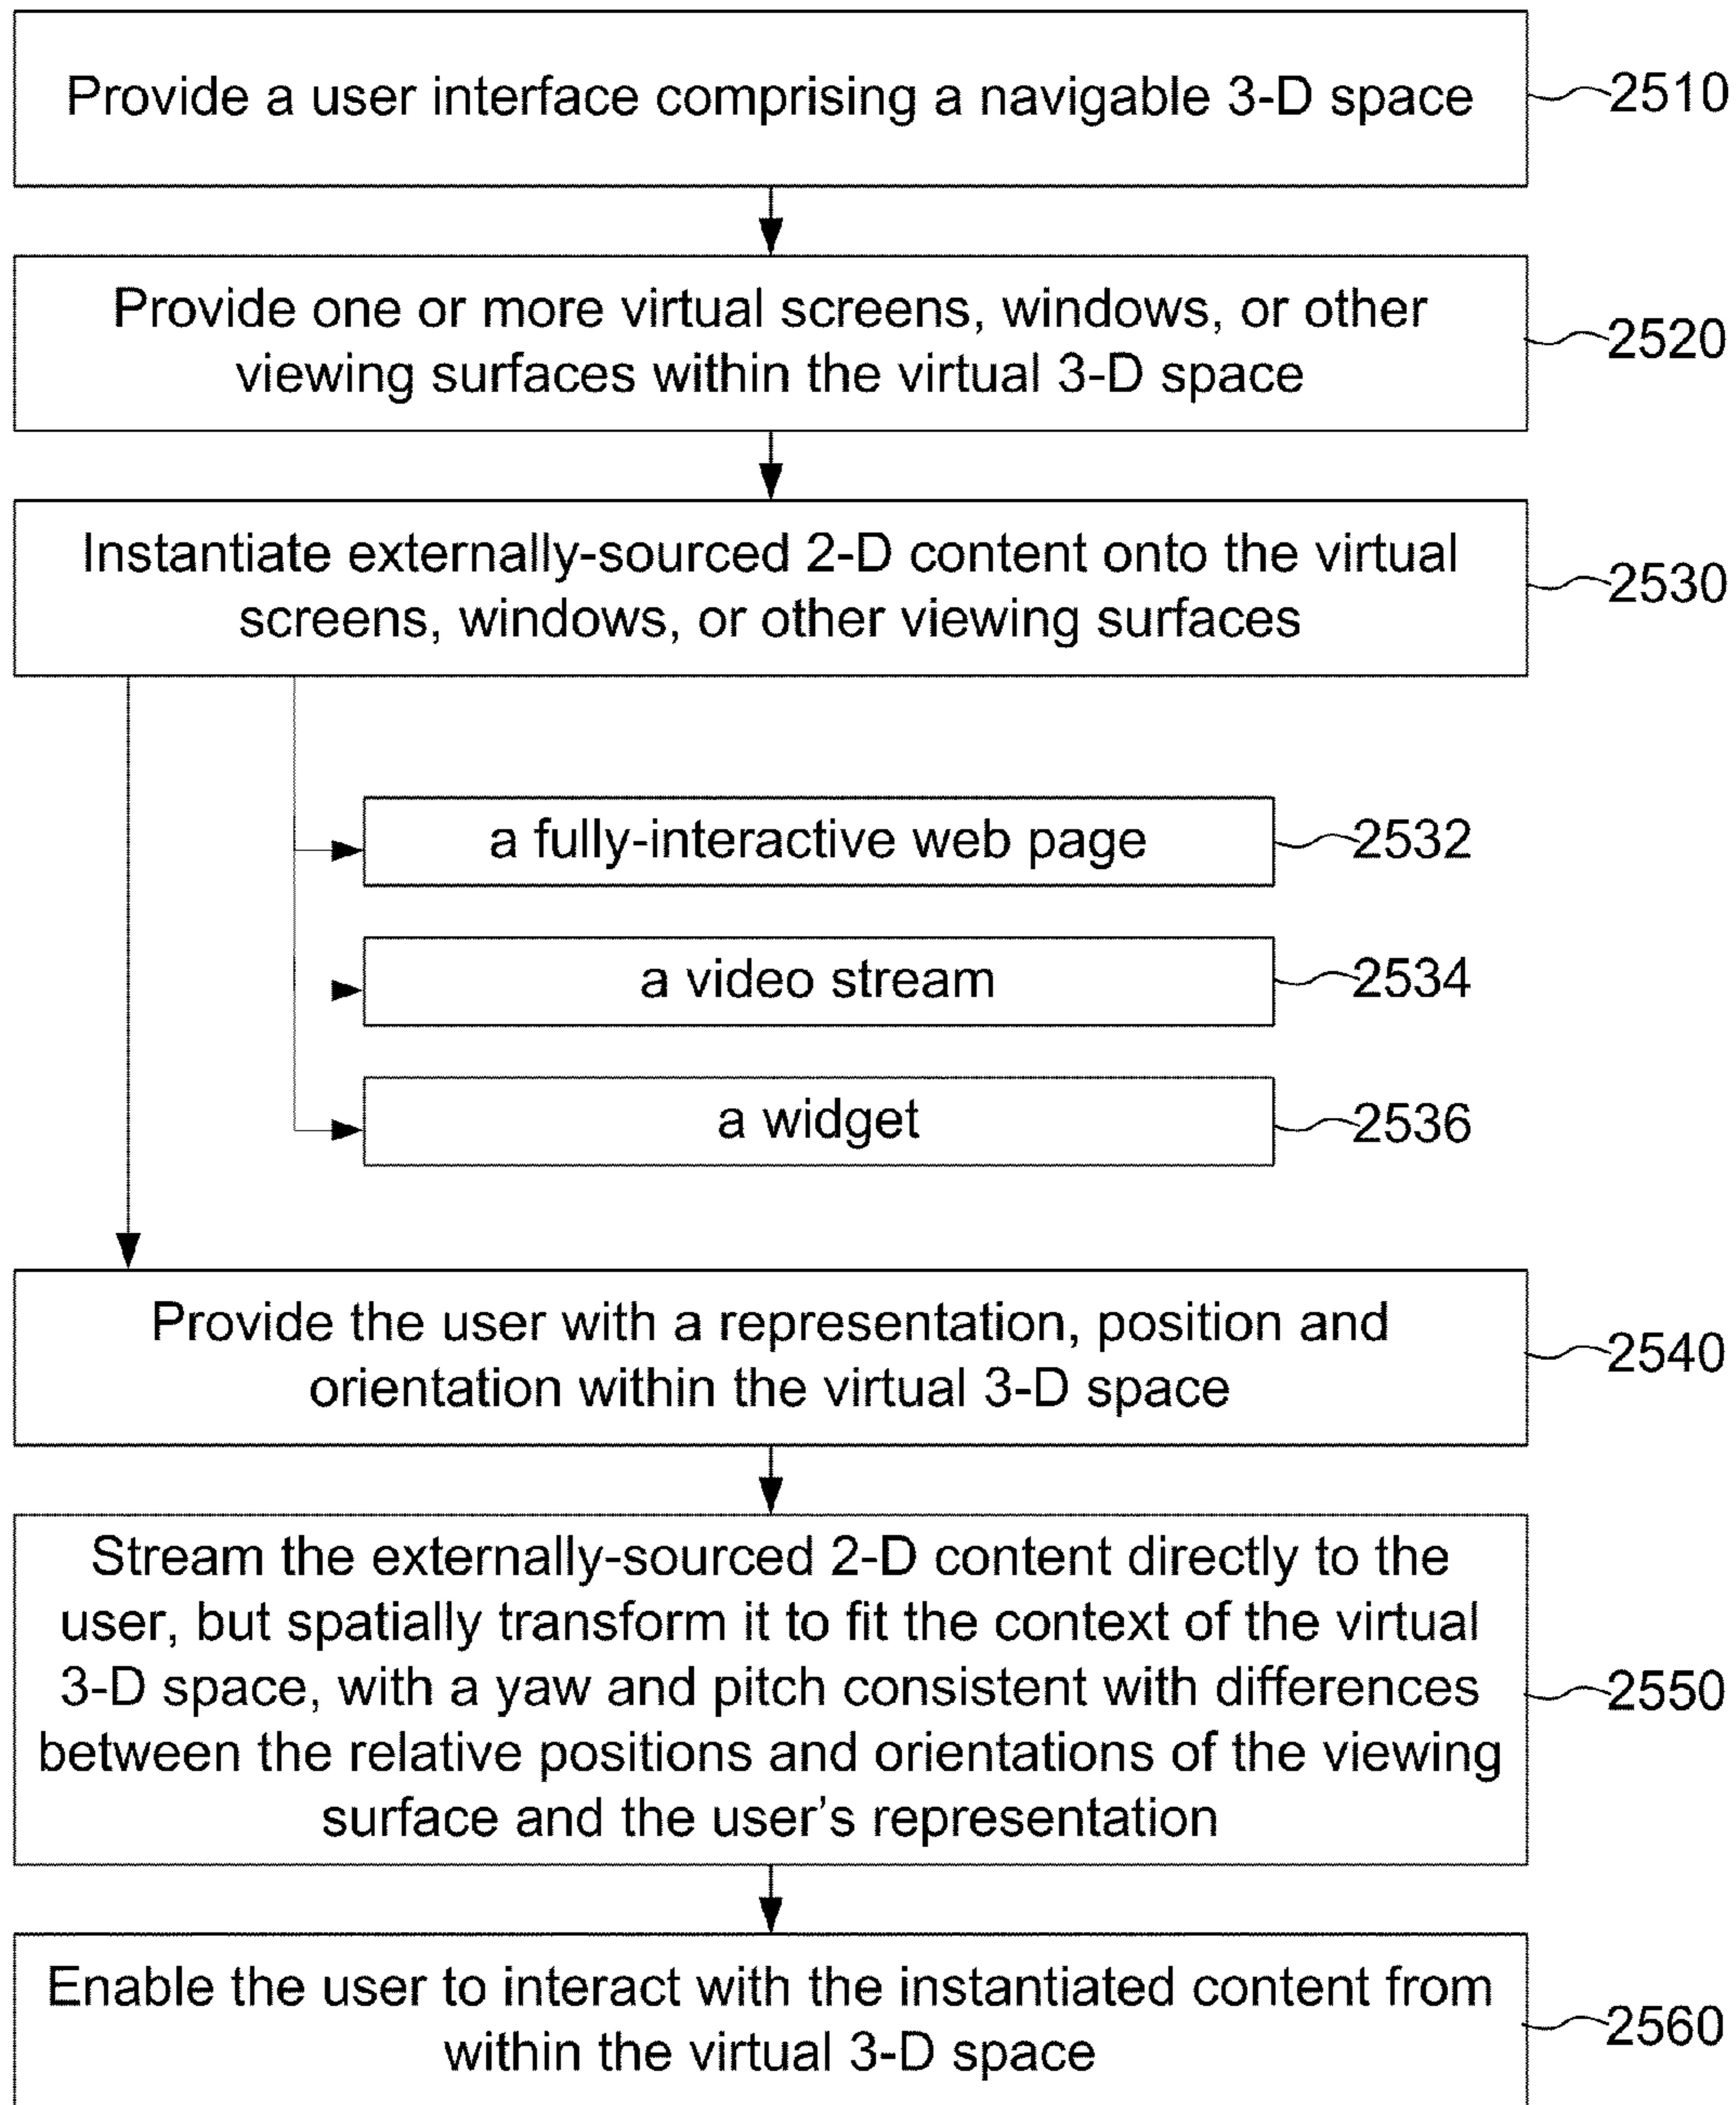 Provide a user interface comprising a navigable 3-D space
2510
Provide one or more virtual screens, windows, or other
viewing surfaces within the virtual 3-D space
2520
Instantiate externally-sourced 2-D content onto the virtual
screens, windows, or other viewing surfaces
2530
a fully-interactive web page
2532
a video stream
2534
a widget
2536
Provide the user with a representation, position and
orientation within the virtual 3-D space
2540
Stream the externally-sourced 2-D content directly to the
user, but spatially transform it to fit the context of the virtual
3-D space, with a yaw and pitch consistent with differences
between the relative positions and orientations of the viewing
surface and the user’s representation
2550
Enable the user to interact with the instantiated content from
within the virtual 3-D space
2560